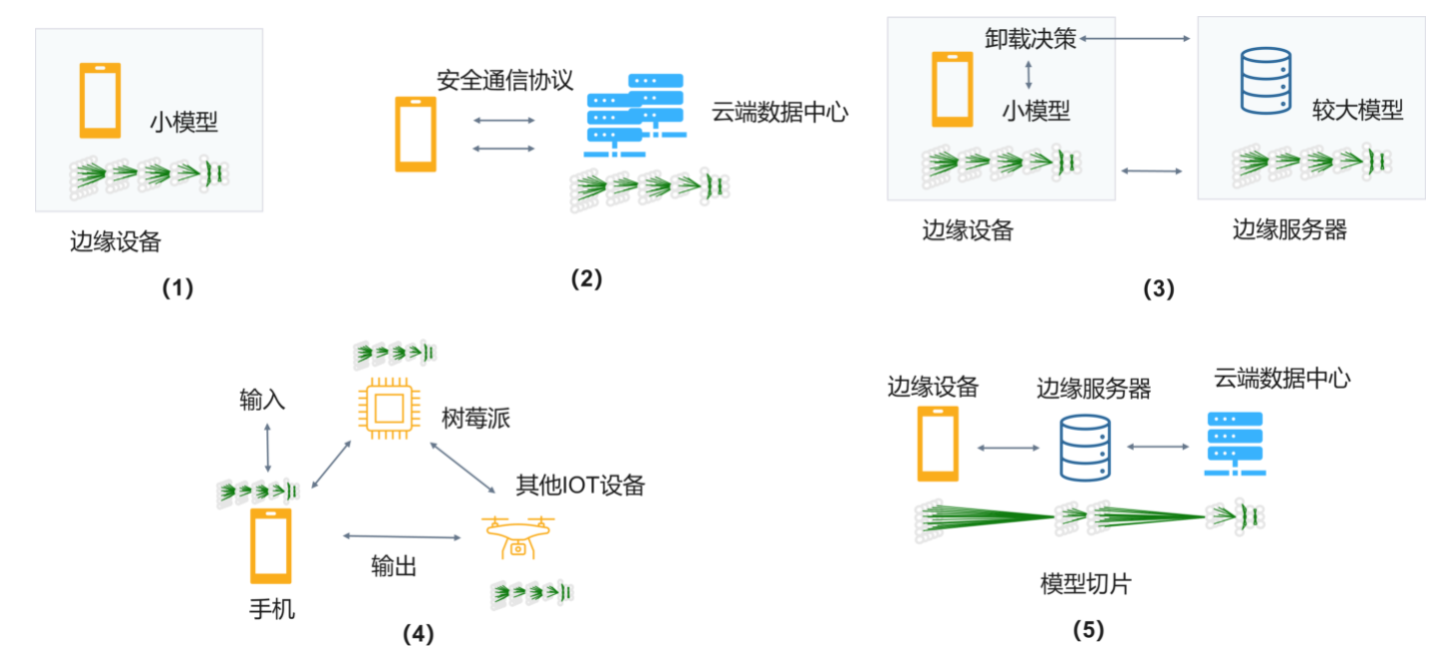 小模型
边缘设备
(1)
安全通信协议
云端数据中心
(2)
卸载决策
小模型
较大模型
边缘设备
边缘服务器
(3)
输入
树莓派
其他IOT设备
输出
手机
(4)
边缘设备
边缘服务器
云端数据中心
模型切片
(5)